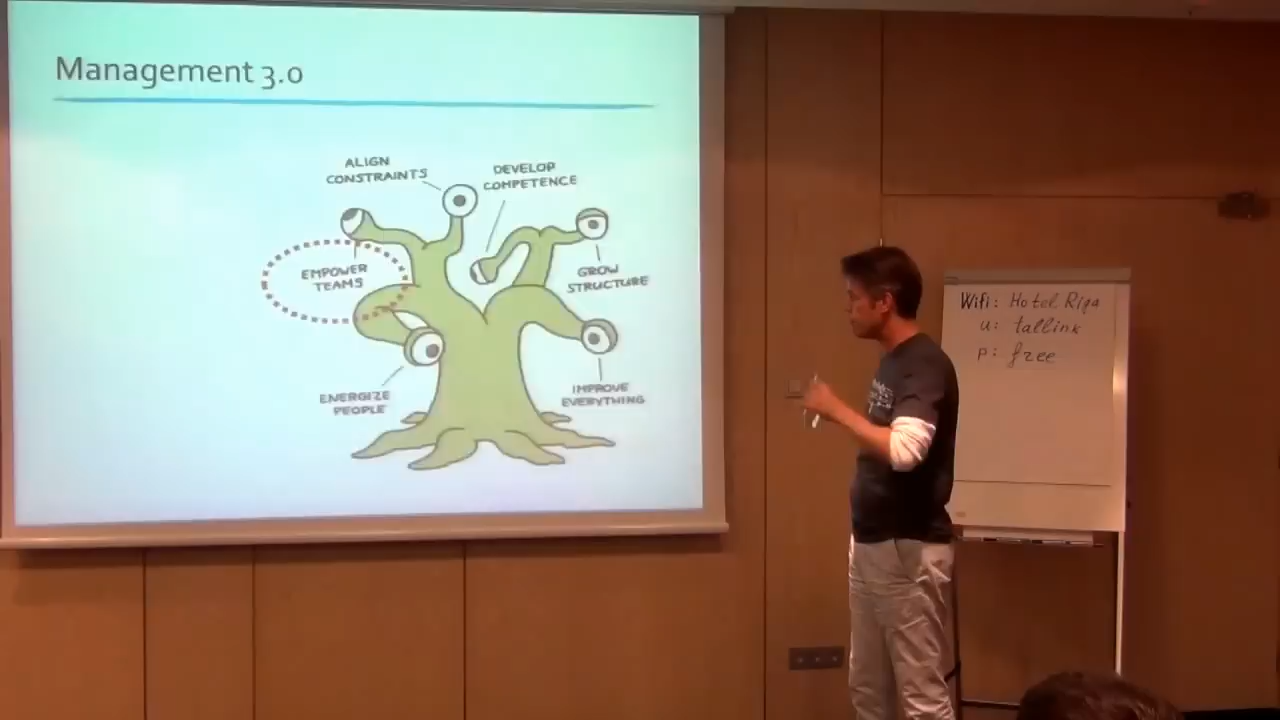 Management 3.0
ALIGN
CONSTRAINTS
DEVELOP
COMPETENCE
EMPOWER
TEAMS
GROW
STRUCTURE
ENERGIZE
PEOPLE
IMPROVE
EVERYTHING
Wifi: Hotel Riga
u: tallink
p: free